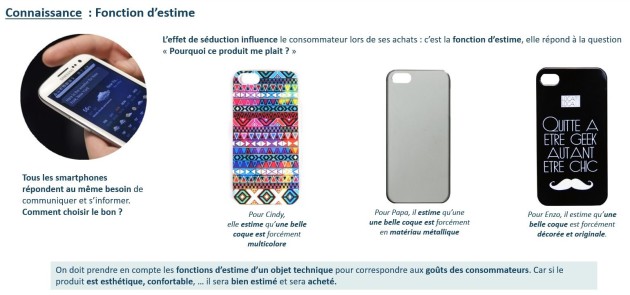 Connaissance : Fonction d’estime
L’effet de séduction influence le consommateur lors de ses achats : c’est la fonction d’estime, elle répond à la question
« Pourquoi ce produit me plait ? »
QUITTE A
ETRE GEEK
AUTANT
ETRE CHIC
Tous les smartphones
répondent au même besoin de
communiquer et s’informer.
Comment choisir le bon ?
Pour Cindy,
elle estime qu’une belle
coque est forcément
multicolore
Pour Papa, il estime qu’une
une belle coque est forcément
en matériau métallique
Pour Enzo, il estime qu’une
belle coque est forcément
décorée et originale.
On doit prendre en compte les fonctions d’estime d’un objet technique pour correspondre aux goûts des consommateurs. Car si le
produit est esthétique, confortable, … il sera bien estimé et sera acheté.